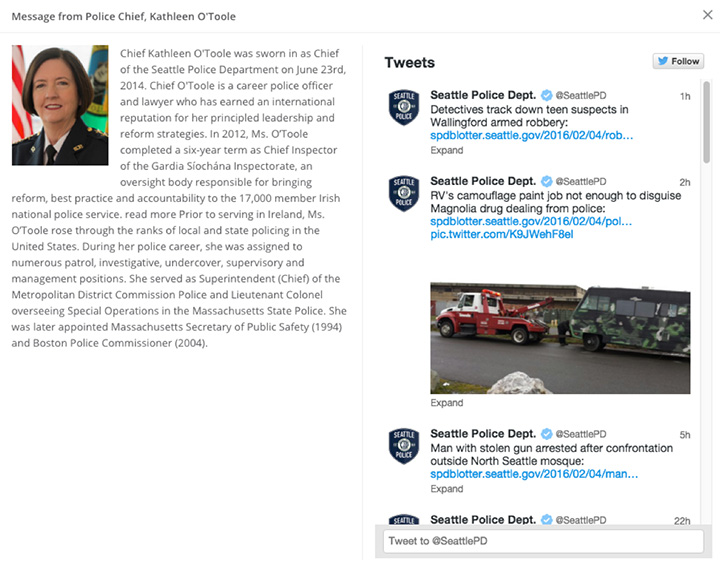 Message from Police Chief, Kathleen O'Toole
Chief Kathleen O'Toole was sworn in as Chief
of the Seattle Police Department on June 23rd,
2014. Chief O'Toole is a career police officer
and lawyer who has earned an international
reputation for her principled leadership and
reform strategies. In 2012, Ms. O'Toole
completed a six-year term as Chief Inspector
of the Gardia Síochána Inspectorate, an
oversight body responsible for bringing
reform, best practice and accountability to the 17,000 member Irish
national police service. read more Prior to serving in Ireland, Ms.
O'Toole rose through the ranks of local and state policing in the
United States. During her police career, she was assigned to
numerous patrol, investigative, undercover, supervisory and
management positions. She served as Superintendent (Chief) of the
Metropolitan District Commission Police and Lieutenant Colonel
overseeing Special Operations in the Massachusetts State Police. She
was later appointed Massachusetts Secretary of Public Safety (1994)
and Boston Police Commissioner (2004).
Tweets
Follow
SEATTLE
POLICE
Seattle Police Dept. @SeattlePD 1h
Detectives track down teen suspects in
Wallingford armed robbery:
spdblotter.seattle.gov/2016/02/04/rob…
Expand
SEATTLE
POLICE
Seattle Police Dept. @SeattlePD 2h
RV's camouflage paint job not enough to disguise
Magnolia drug dealing from police:
spdblotter.seattle.gov/2016/02/04/pol…
pic.twitter.com/K9JWehF8eI
Expand
SEATTLE
POLICE
Seattle Police Dept. @SeattlePD 5h
Man with stolen gun arrested after confrontation
outside North Seattle mosque:
spdblotter.seattle.gov/2016/02/04/man…
Expand
SEATTLE
Seattle Police Dept. @SeattlePD 22h
Tweet to @SeattlePD